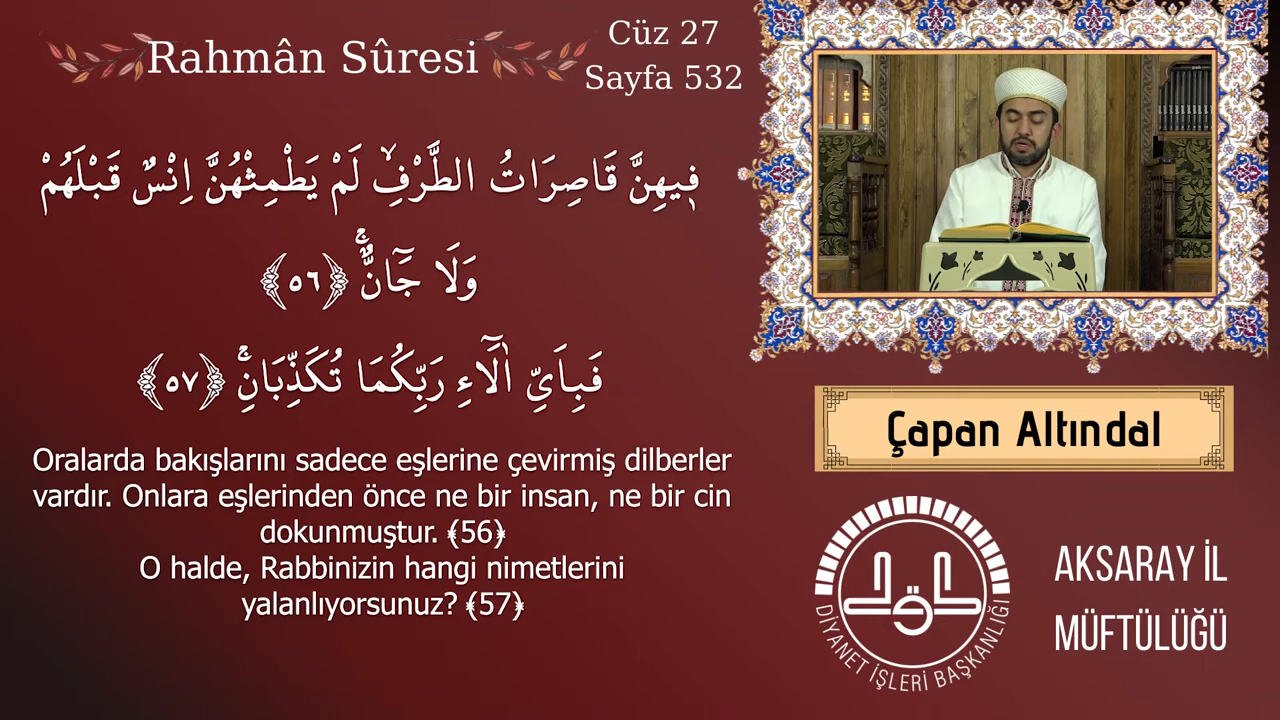 Rahmân Sûresi
Cüz 27
Sayfa 532
ف۪يهِنَّ قَاصِرَاتُ الطَّرْفِۙ لَمْ يَطْمِثْهُنَّ اِنْسٌ قَبْلَهُمْ
وَلَا جَٓانٌّۚ ﴿٥٦﴾
فَبِاَيِّ اٰلَٓاءِ رَبِّكُمَا تُكَذِّبَانِۚ ﴿٥٧﴾
Oralarda bakışlarını sadece eşlerine çevirmiş dilberler
vardır. Onlara eşlerinden önce ne bir insan, ne bir cin
dokunmuştur. ﴾56﴿
O halde, Rabbinizin hangi nimetlerini
yalanlıyorsunuz? ﴾57﴿
Çapan Altındal
DİYANET İŞLERİ BAŞKANLIĞI
AKSARAY İL
MÜFTÜLÜĞÜ